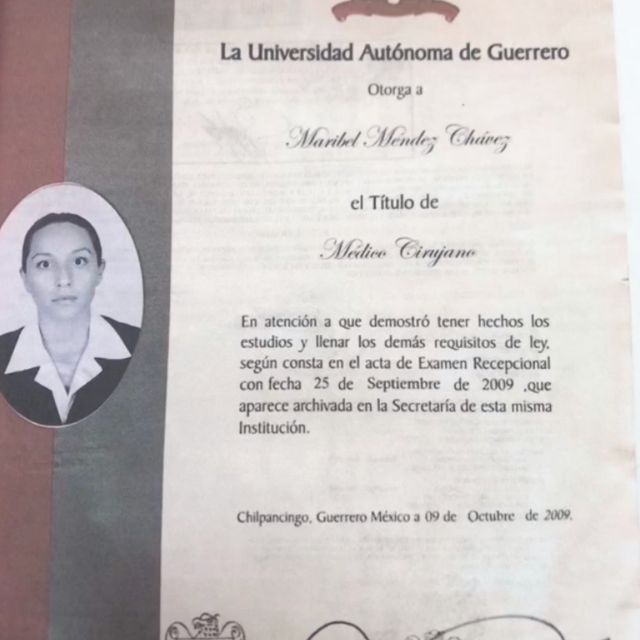 La Universidad Autónoma de Guerrero
Otorga a
Maribel Méndez Chávez
el Título de
Médico Cirujano
En atención a que demostró tener hechos los
estudios y llenar los demás requisitos de ley,
según consta en el acta de Examen Recepcional
con fecha 25 de Septiembre de 2009 ,que
aparece archivada en la Secretaría de esta misma
Institución.
Chilpancingo, Guerrero México a 09 de Octubre de 2009.